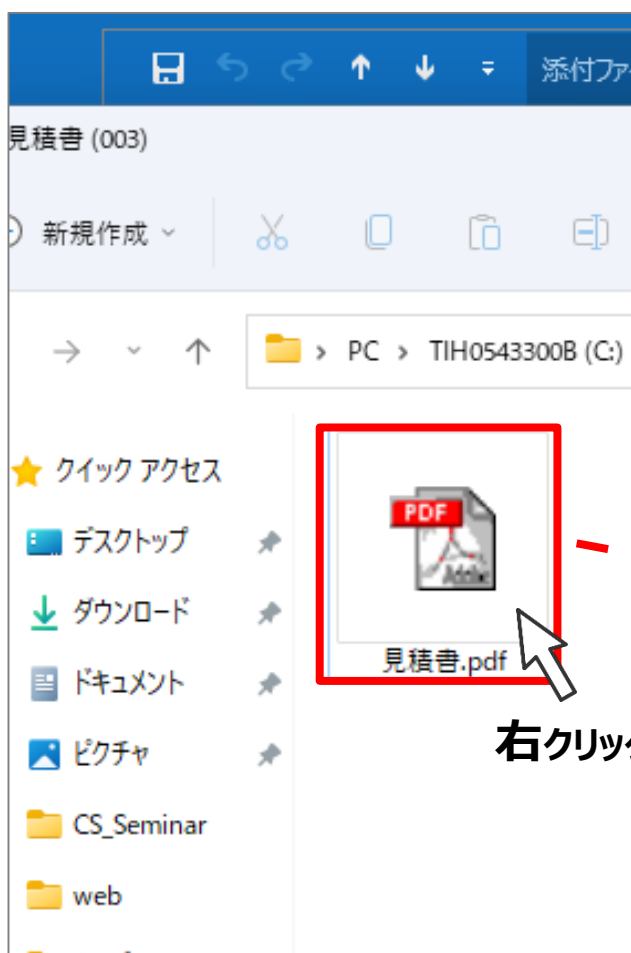 添付ファ
見積書 (003)
新規作成
PC > TIH0543300B (C:)
クイック アクセス
デスクトップ
ダウンロード
ドキュメント
ピクチャ
CS_Seminar
web
PDF
Adobe
見積書.pdf
右クリック